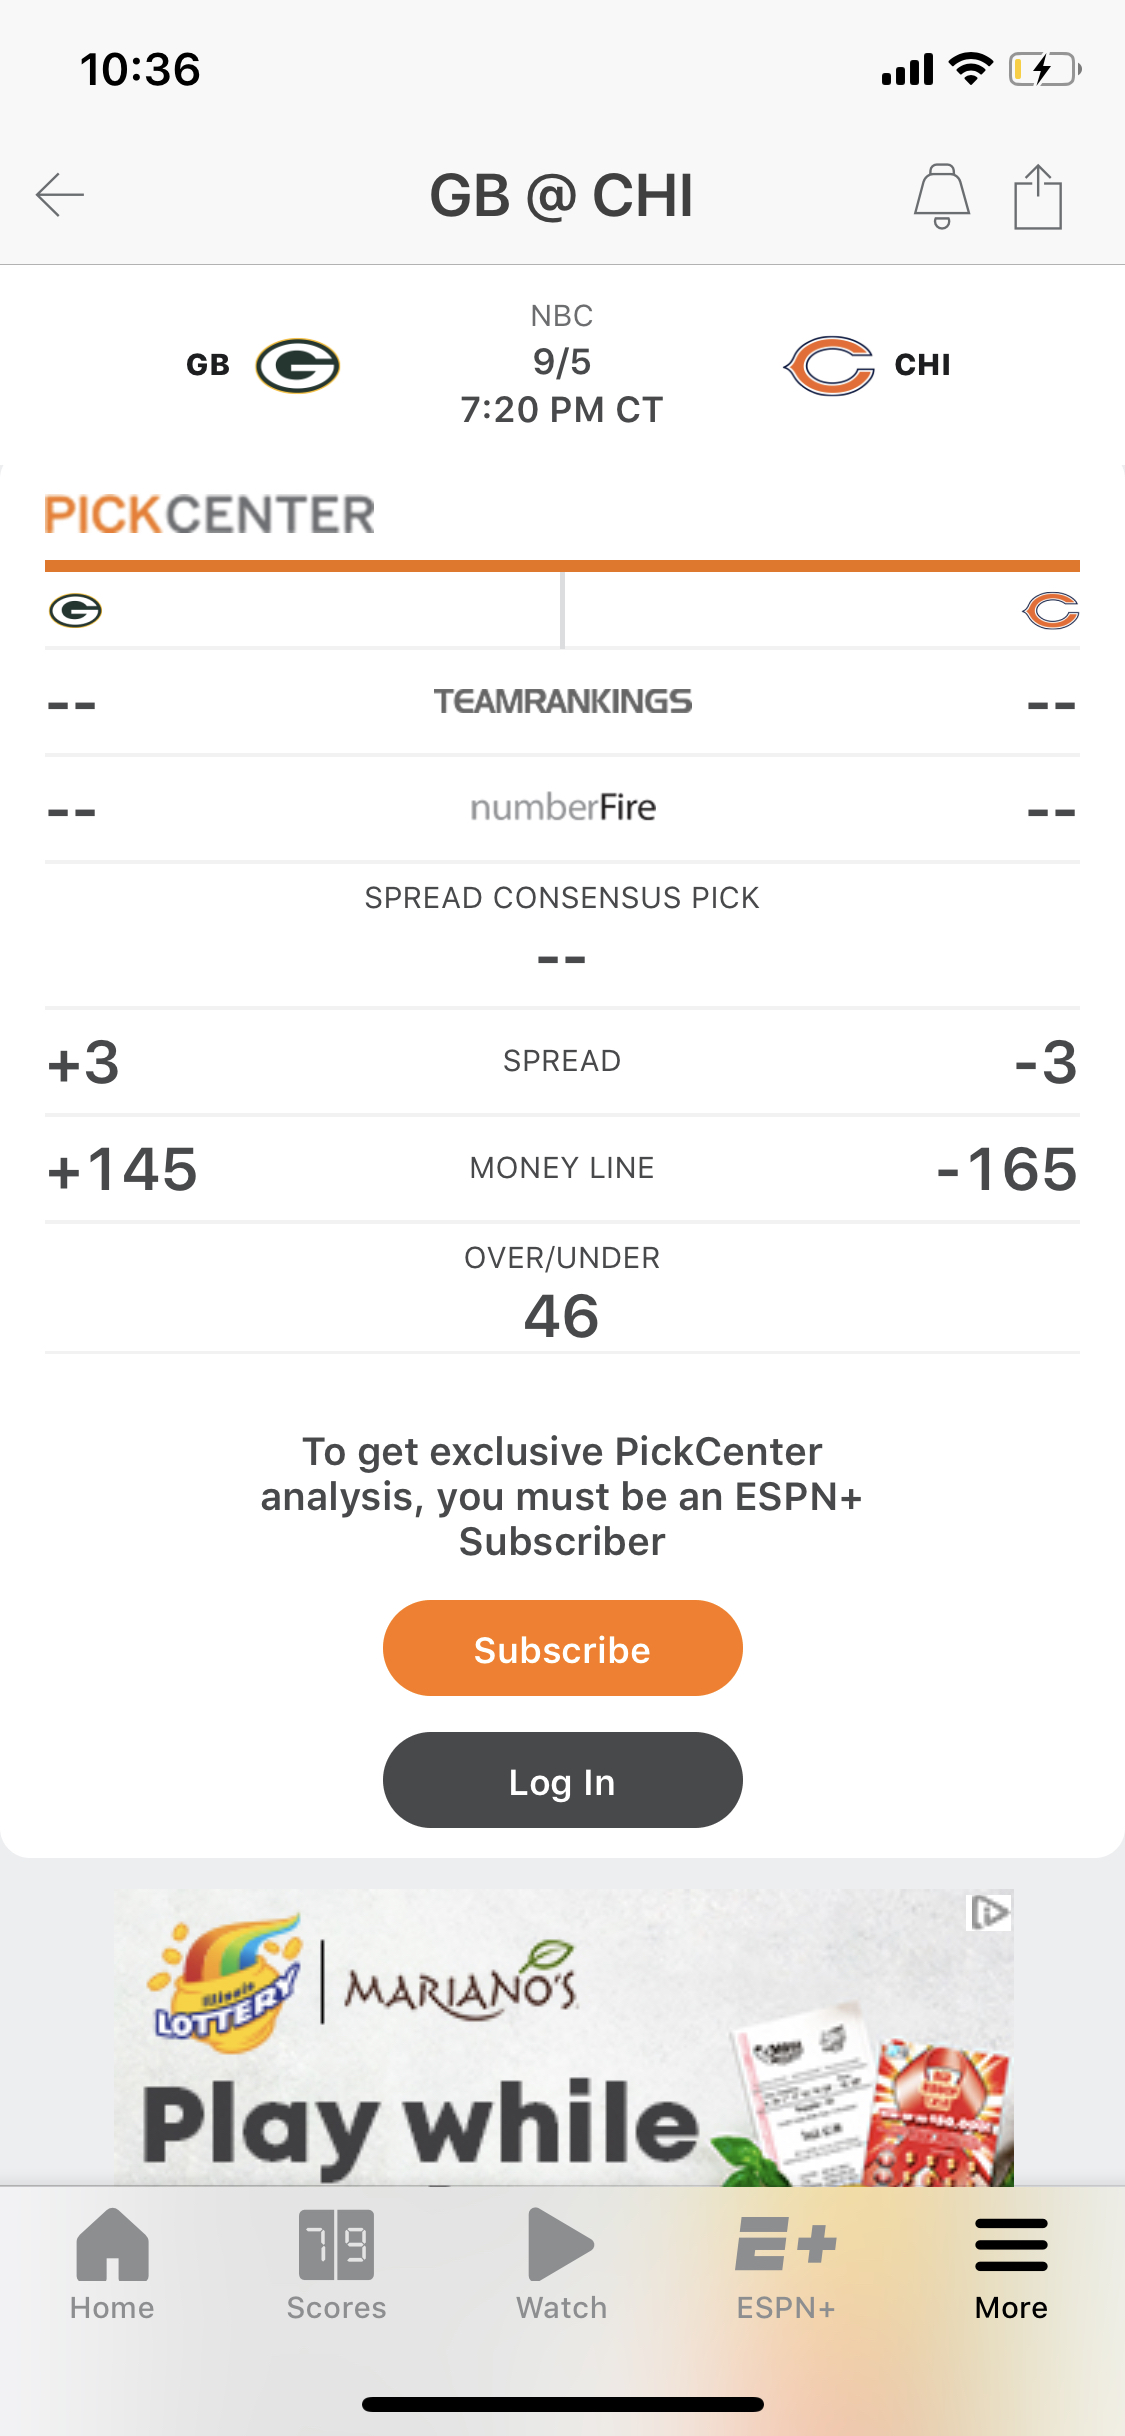 10:36
GB @ CHI
NBC
GB
9/5
CHI
7:20 PM CT
PICKCENTER
-- TEAMRANKINGS --
-- numberFire --
SPREAD CONSENSUS PICK
--
+3 SPREAD -3
+145 MONEY LINE -165
OVER/UNDER
46
To get exclusive PickCenter
analysis, you must be an ESPN+
Subscriber
Subscribe
Log In
Illinois
LOTTERY
MARIANO'S
Play while
79
E+
Home Scores Watch ESPN+ More